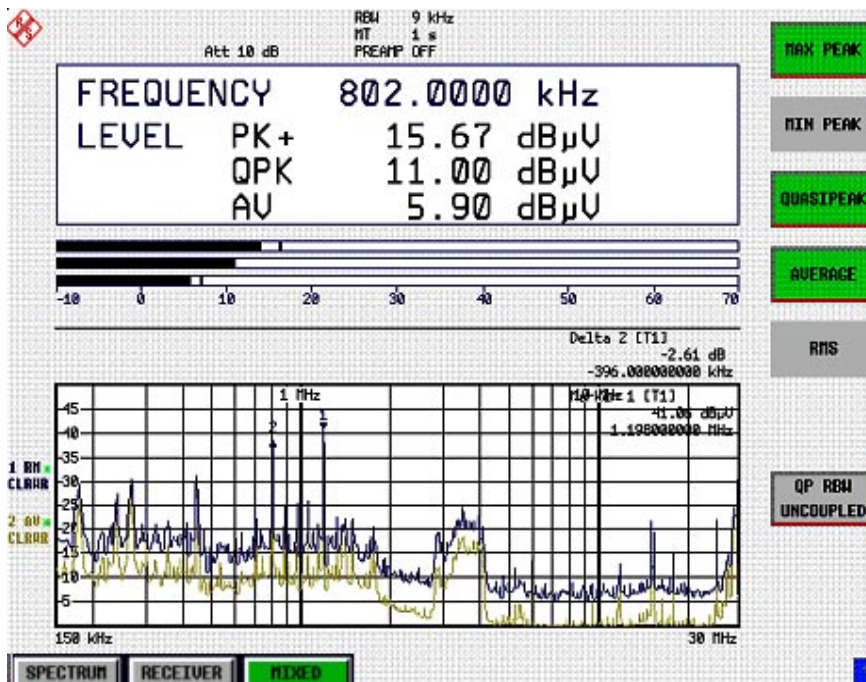 RBW 9 kHz
MT 1 s
Att 10 dB PREAMP OFF
FREQUENCY 802.0000 kHz
LEVEL PK+ 15.67 dBµV
QPK 11.00 dBµV
AV 5.90 dBµV
-10 0 10 20 30 40 50 60 70
Delta 2 [T1]
-2.61 dB
-396.000000000 kHz
1 MHz
1 [T1]
41.06 dBµV
1.198000000 MHz
45
40
35
30
25
20
15
10
5
1
2
1 RM
CLRWR
2 AV
CLRWR
150 kHz 30 MHz
MAX PEAK
MIN PEAK
QUASIPEAK
AVERAGE
RMS
QP RBW
UNCOUPLED
SPECTRUM RECEIVER MIXED